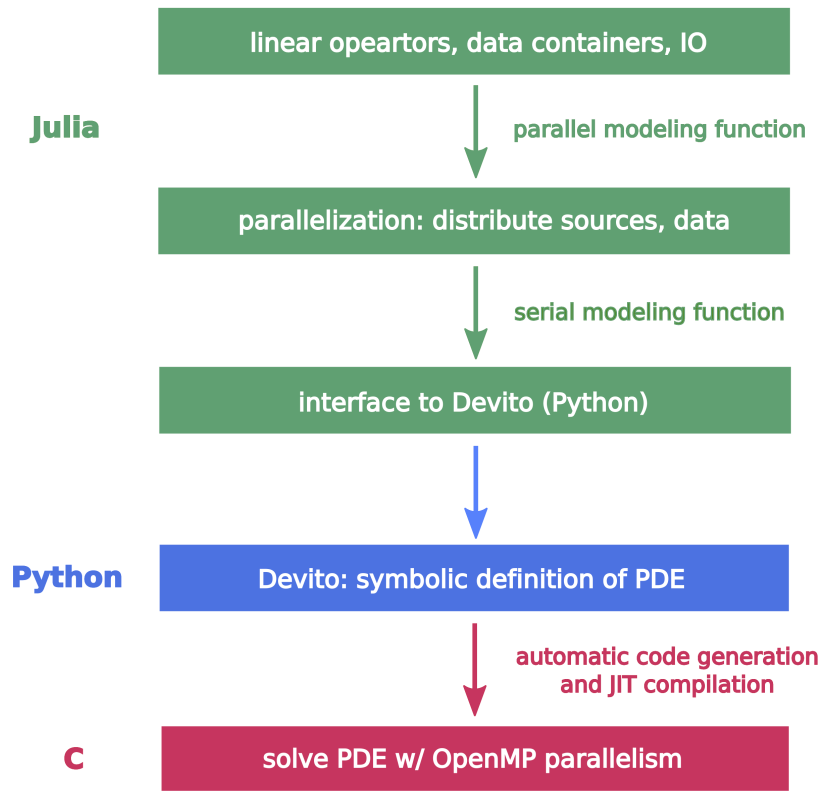 linear opeartors, data containers, IO
Julia
parallel modeling function
parallelization: distribute sources, data
serial modeling function
interface to Devito (Python)
Python
Devito: symbolic definition of PDE
automatic code generation
and JIT compilation
C
solve PDE w/ OpenMP parallelism